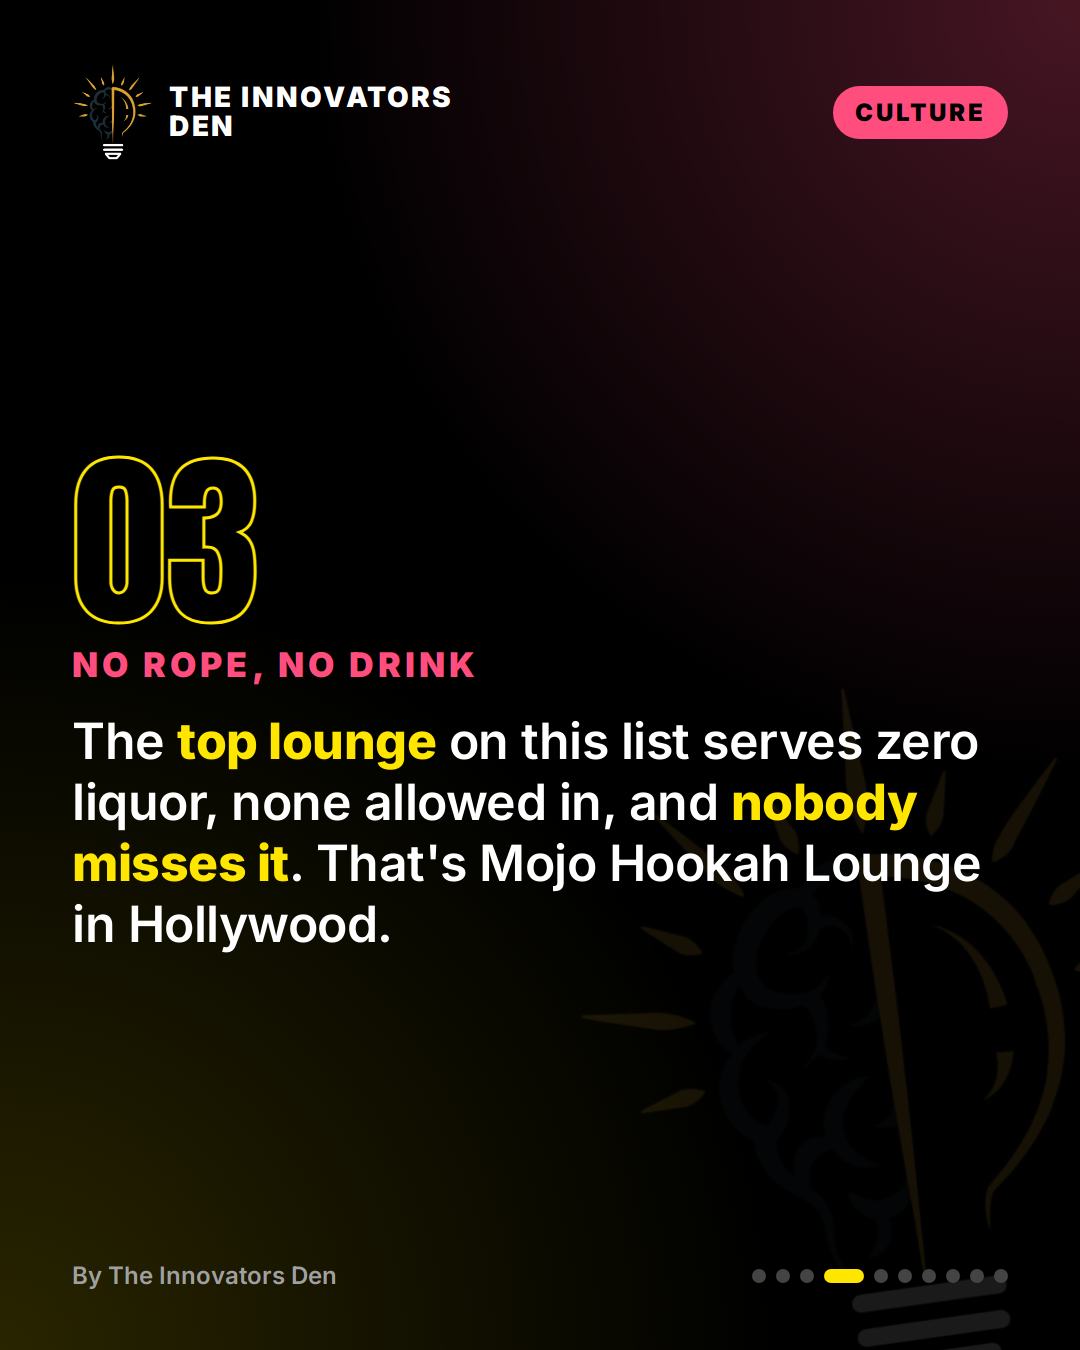 THE INNOVATORS
DEN
CULTURE
03
NO ROPE, NO DRINK
The top lounge on this list serves zero
liquor, none allowed in, and nobody
misses it. That's Mojo Hookah Lounge
in Hollywood.
By The Innovators Den